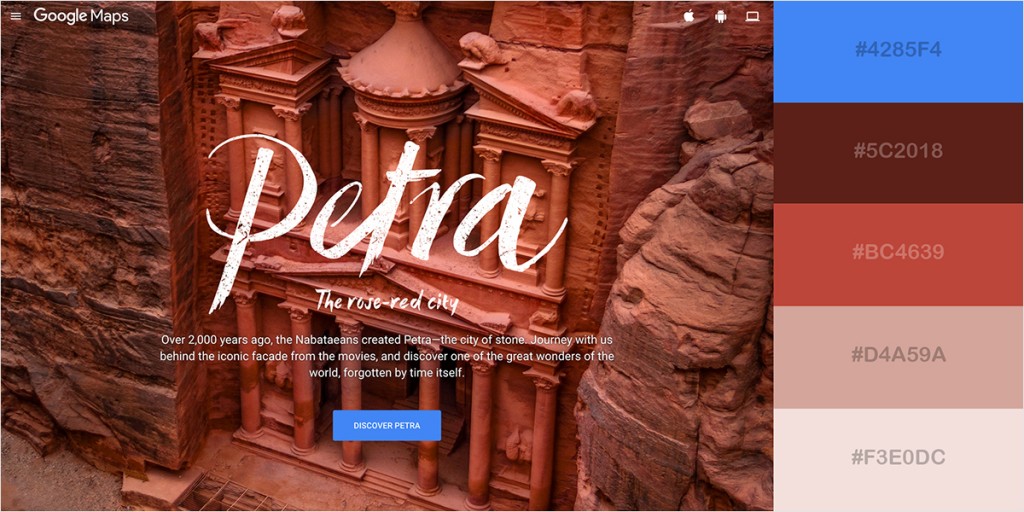 Google Maps
Petra
The rose-red city
Over 2,000 years ago, the Nabataeans created Petra—the city of stone. Journey with us
behind the iconic facade from the movies, and discover one of the great wonders of the
world, forgotten by time itself.
DISCOVER PETRA
#4285F4
#5C2018
#BC4639
#D4A59A
#F3E0DC